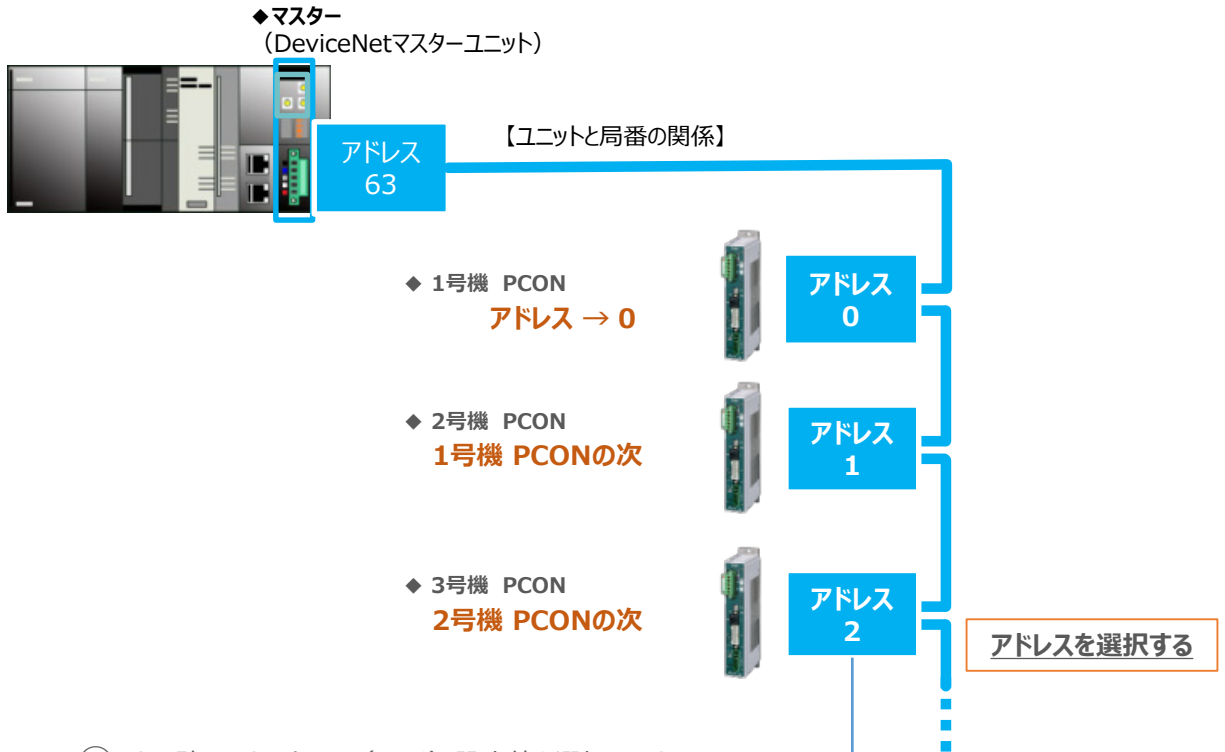 ◆マスター
（DeviceNetマスターユニット）
アドレス
63
【ユニットと局番の関係】
◆ 1号機 PCON
アドレス → 0
アドレス
0
◆ 2号機 PCON
1号機 PCONの次
アドレス
1
◆ 3号機 PCON
2号機 PCONの次
アドレス
2
アドレスを選択する